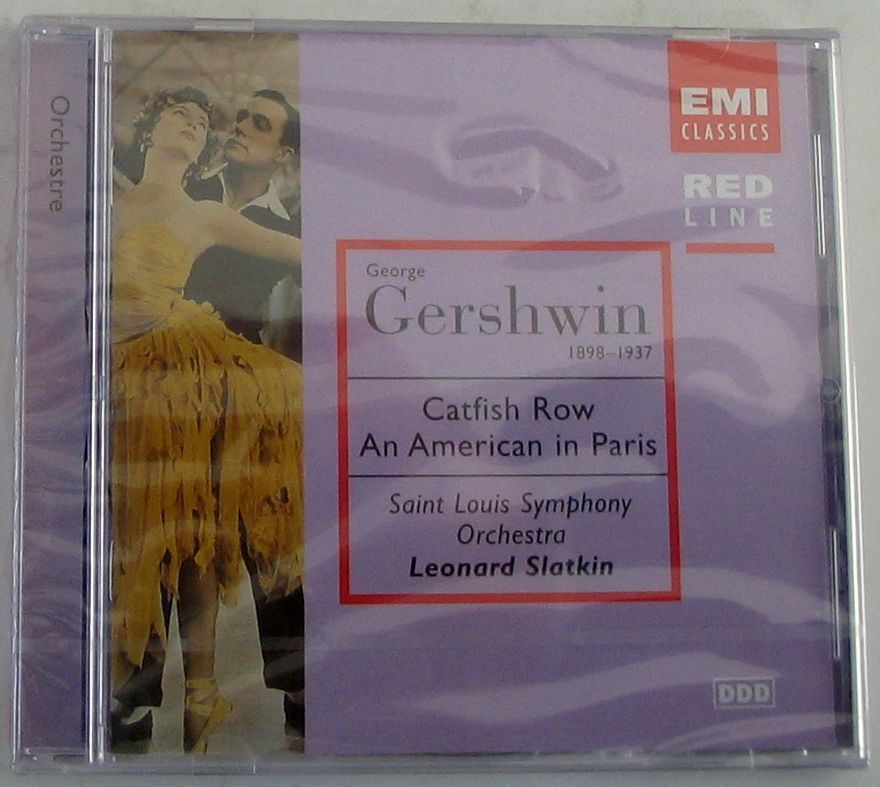 Orchestre
EMI
CLASSICS
RED
LINE
George
Gershwin
1898-1937
Catfish Row
An American in Paris
Saint Louis Symphony
Orchestra
Leonard Slatkin
DDD